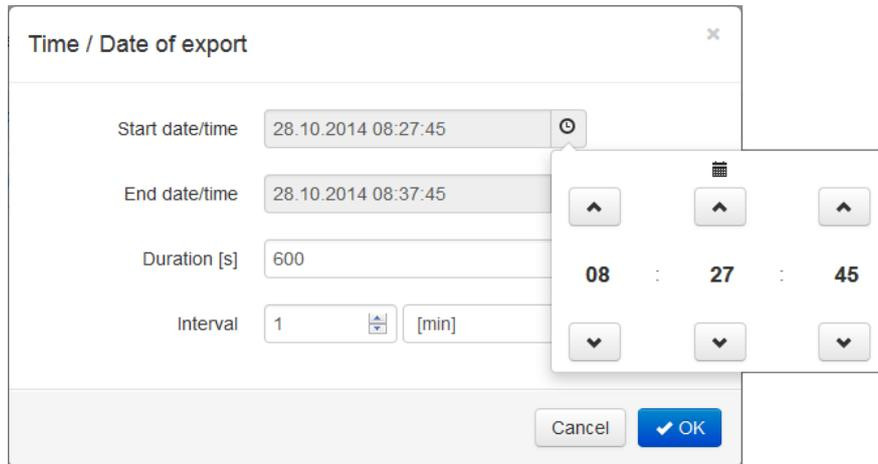 Time / Date of export ×
Start date/time 28.10.2014 08:27:45
End date/time 28.10.2014 08:37:45
Duration [s] 600
08 : 27 : 45
Interval 1 [min]
Cancel OK